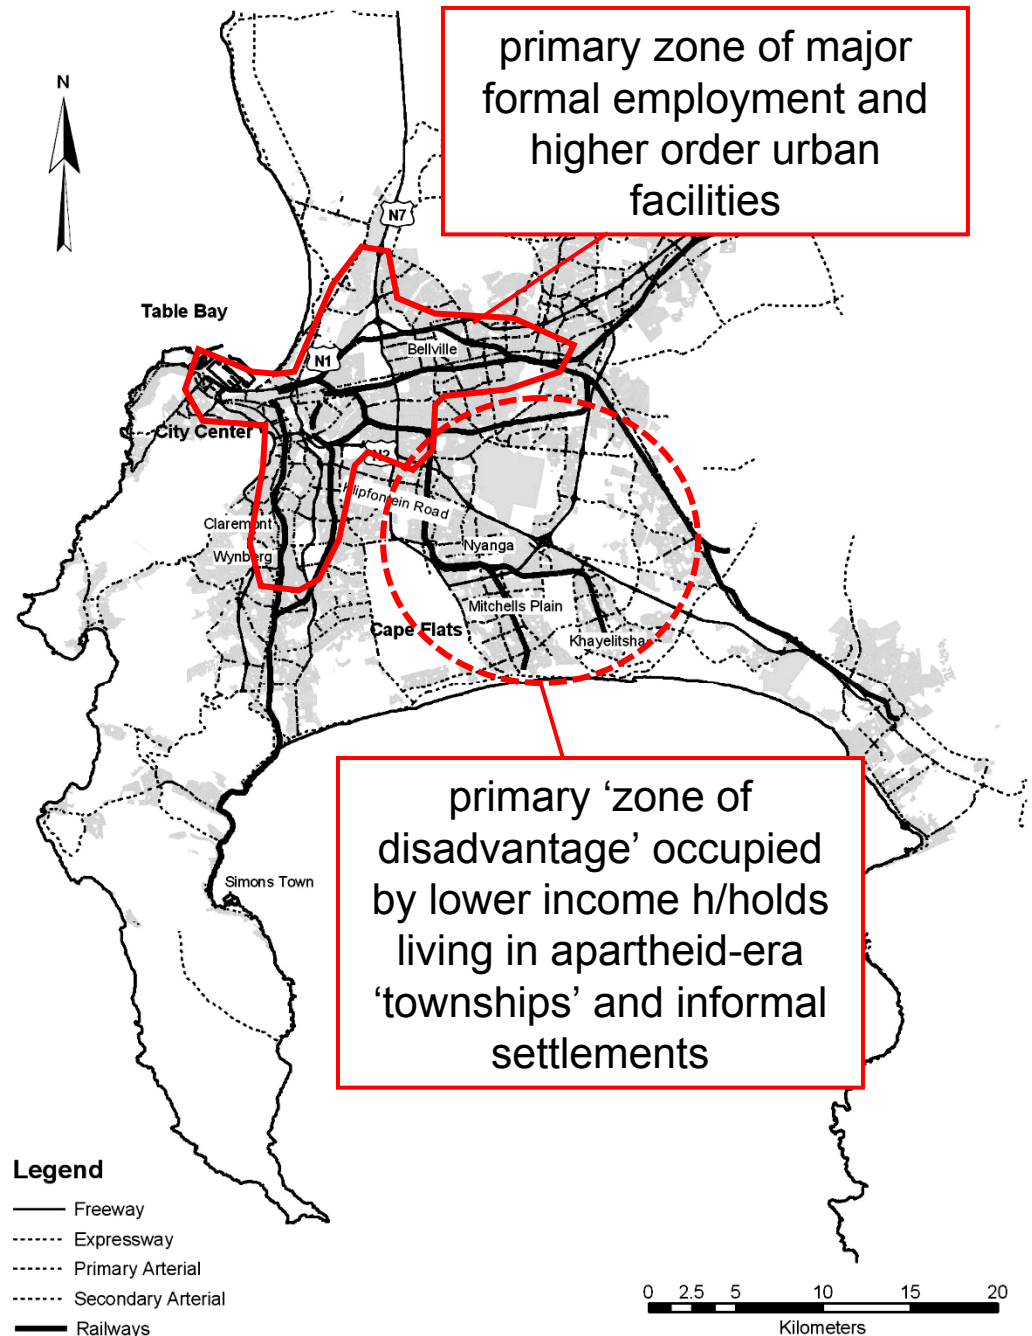 primary zone of major
formal employment and
higher order urban
facilities
N
N7
Table Bay
N1
Bellville
City Center
N2
Klipfontein Road
Claremont
Wynberg
Nyanga
Mitchells Plain
Cape Flats
Khayelitsha
primary ‘zone of
disadvantage’ occupied
by lower income h/holds
living in apartheid-era
‘townships’ and informal
settlements
Simons Town
Legend
Freeway
Expressway
Primary Arterial
Secondary Arterial
Railways
0 2.5 5 10 15 20
Kilometers